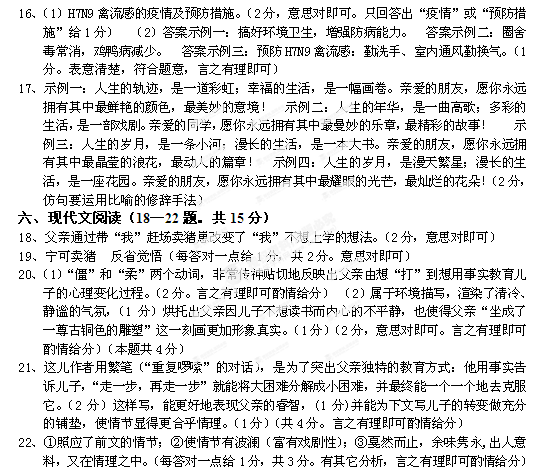 16、（1）H7N9禽流感的疫情及预防措施。（2分，意思对即可。只回答出“疫情”或“预防措
施”给1分）　（2）答案示例一：搞好环境卫生，增强防病能力。　答案示例二：圈舍
毒常消，鸡鸭病减少。　答案示例三：预防H7N9禽流感：勤洗手、室内通风勤换气。（1
分。表意清楚，符合题意，言之有理即可）
17、示例一：人生的轨迹，是一道彩虹；幸福的生活，是一幅画卷。亲爱的朋友，愿你永远
拥有其中最鲜艳的颜色，最美妙的意境！　示例二：人生的年华，是一曲高歌；多彩的
生活，是一部戏剧。亲爱的同学，愿你永远拥有其中最曼妙的乐章，最精彩的故事！　示
例三：人生的岁月，是一条小河；漫长的生活，是一本大书。亲爱的朋友，愿你永远拥
有其中最晶莹的浪花，最动人的篇章！　示例四：人生的岁月，是漫天繁星；漫长的生
活，是一座花园。亲爱的朋友，愿你永远拥有其中最耀眼的光芒，最灿烂的花朵！（2分，
仿句要运用比喻的修辞手法）
六、现代文阅读（18—22题。共15分）
18、父亲通过带“我”赶场卖猪崽改变了“我”不想上学的想法。（2分，意思对即可）
19、宁可卖猪　反省觉悟（每答对一点给1分，共2分。意思对即可）
20、（1）“僵”和“柔”两个动词，非常传神贴切地反映出父亲由想“打”到想用事实教育儿
子的心理变化过程。（2分。言之有理即可酌情给分）　（2）属于环境描写，渲染了清冷、
静谧的气氛，（1分）烘托出父亲因儿子不想读书而内心的不平静，也使得父亲“坐成了
一尊古铜色的雕塑”这一刻画更加形象真实。（1分）（2分，意思对即可。言之有理即可
酌情给分）（本题共4分）
21、这儿作者用繁笔（“重复啰嗦”的对话），是为了突出父亲独特的教育方式：他用事实告
诉儿子，“走一步，再走一步”就能将大困难分解成小困难，并最终能一个一个地去克服
它。（2分）这样写，能更好地表现父亲的睿智，（1分）并能为下文写儿子的转变做充分
的铺垫，使情节显得更合乎情理。（1分）（共4分。言之有理即可酌情给分）
22、①照应了前文的情节；②使情节有波澜（富有戏剧性）；③戛然而止，余味隽永，出人意
料，又在情理之中。（每答对一点给1分，共3分。有其它分析，言之有理即可酌情给分）